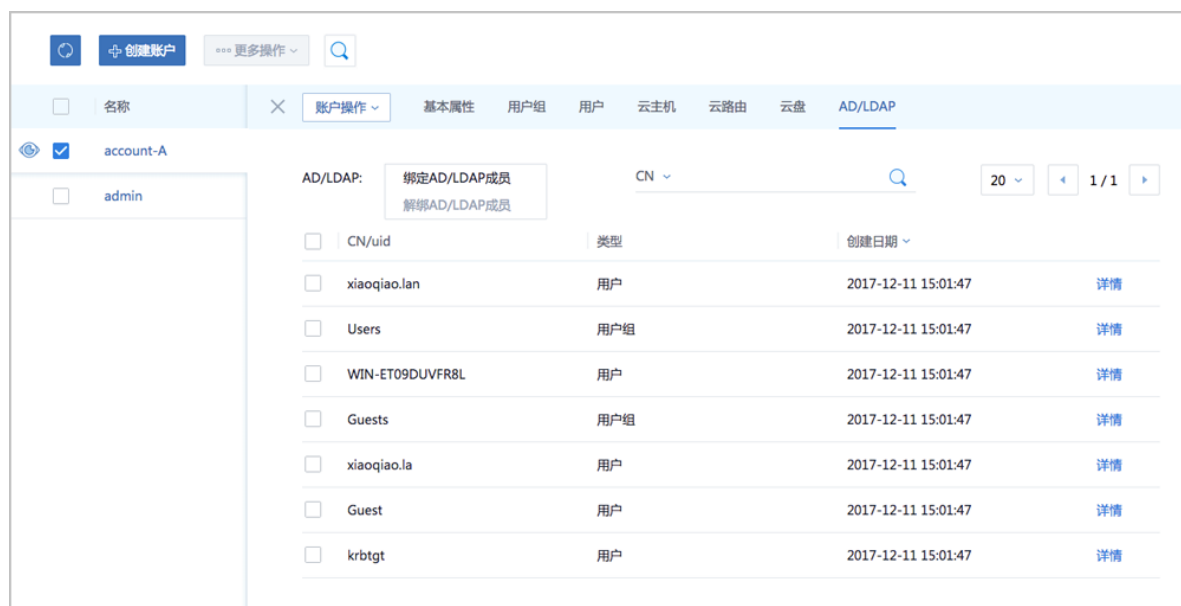 创建账户 更多操作
名称 账户操作 基本属性 用户组 用户 云主机 云路由 云盘 AD/LDAP
account-A
admin
AD/LDAP: 绑定AD/LDAP成员 CN 20 1 / 1
解绑AD/LDAP成员
CN/uid 类型 创建日期
xiaoqiao.lan 用户 2017-12-11 15:01:47 详情
Users 用户组 2017-12-11 15:01:47 详情
WIN-ET09DUVFR8L 用户 2017-12-11 15:01:47 详情
Guests 用户组 2017-12-11 15:01:47 详情
xiaoqiao.la 用户 2017-12-11 15:01:47 详情
Guest 用户 2017-12-11 15:01:47 详情
krbtgt 用户 2017-12-11 15:01:47 详情